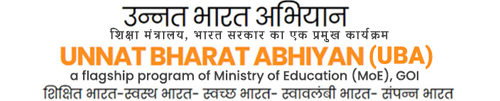 उन्नत भारत अभियान
शिक्षा मंत्रालय, भारत सरकार का एक प्रमुख कार्यक्रम
UNNAT BHARAT ABHIYAN (UBA)
a flagship program of Ministry of Education (MoE), GOI
शिक्षित भारत-स्वस्थ भारत- स्वच्छ भारत- स्वावलंबी भारत- संपन्न भारत